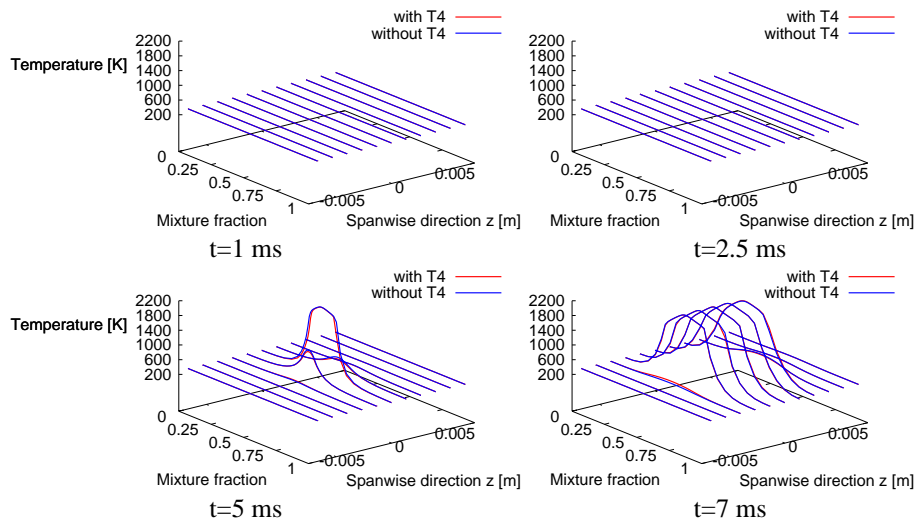 with T4
without T4
Temperature [K]
2200
1800
1400
1000
600
200
0
0.25
0.5
0.75
1
-0.005
0
0.005
Mixture fraction
Spanwise direction z [m]
t=1 ms
with T4
without T4
Temperature [K]
2200
1800
1400
1000
600
200
0
0.25
0.5
0.75
1
-0.005
0
0.005
Mixture fraction
Spanwise direction z [m]
t=2.5 ms
with T4
without T4
Temperature [K]
2200
1800
1400
1000
600
200
0
0.25
0.5
0.75
1
-0.005
0
0.005
Mixture fraction
Spanwise direction z [m]
t=5 ms
with T4
without T4
Temperature [K]
2200
1800
1400
1000
600
200
0
0.25
0.5
0.75
1
-0.005
0
0.005
Mixture fraction
Spanwise direction z [m]
t=7 ms